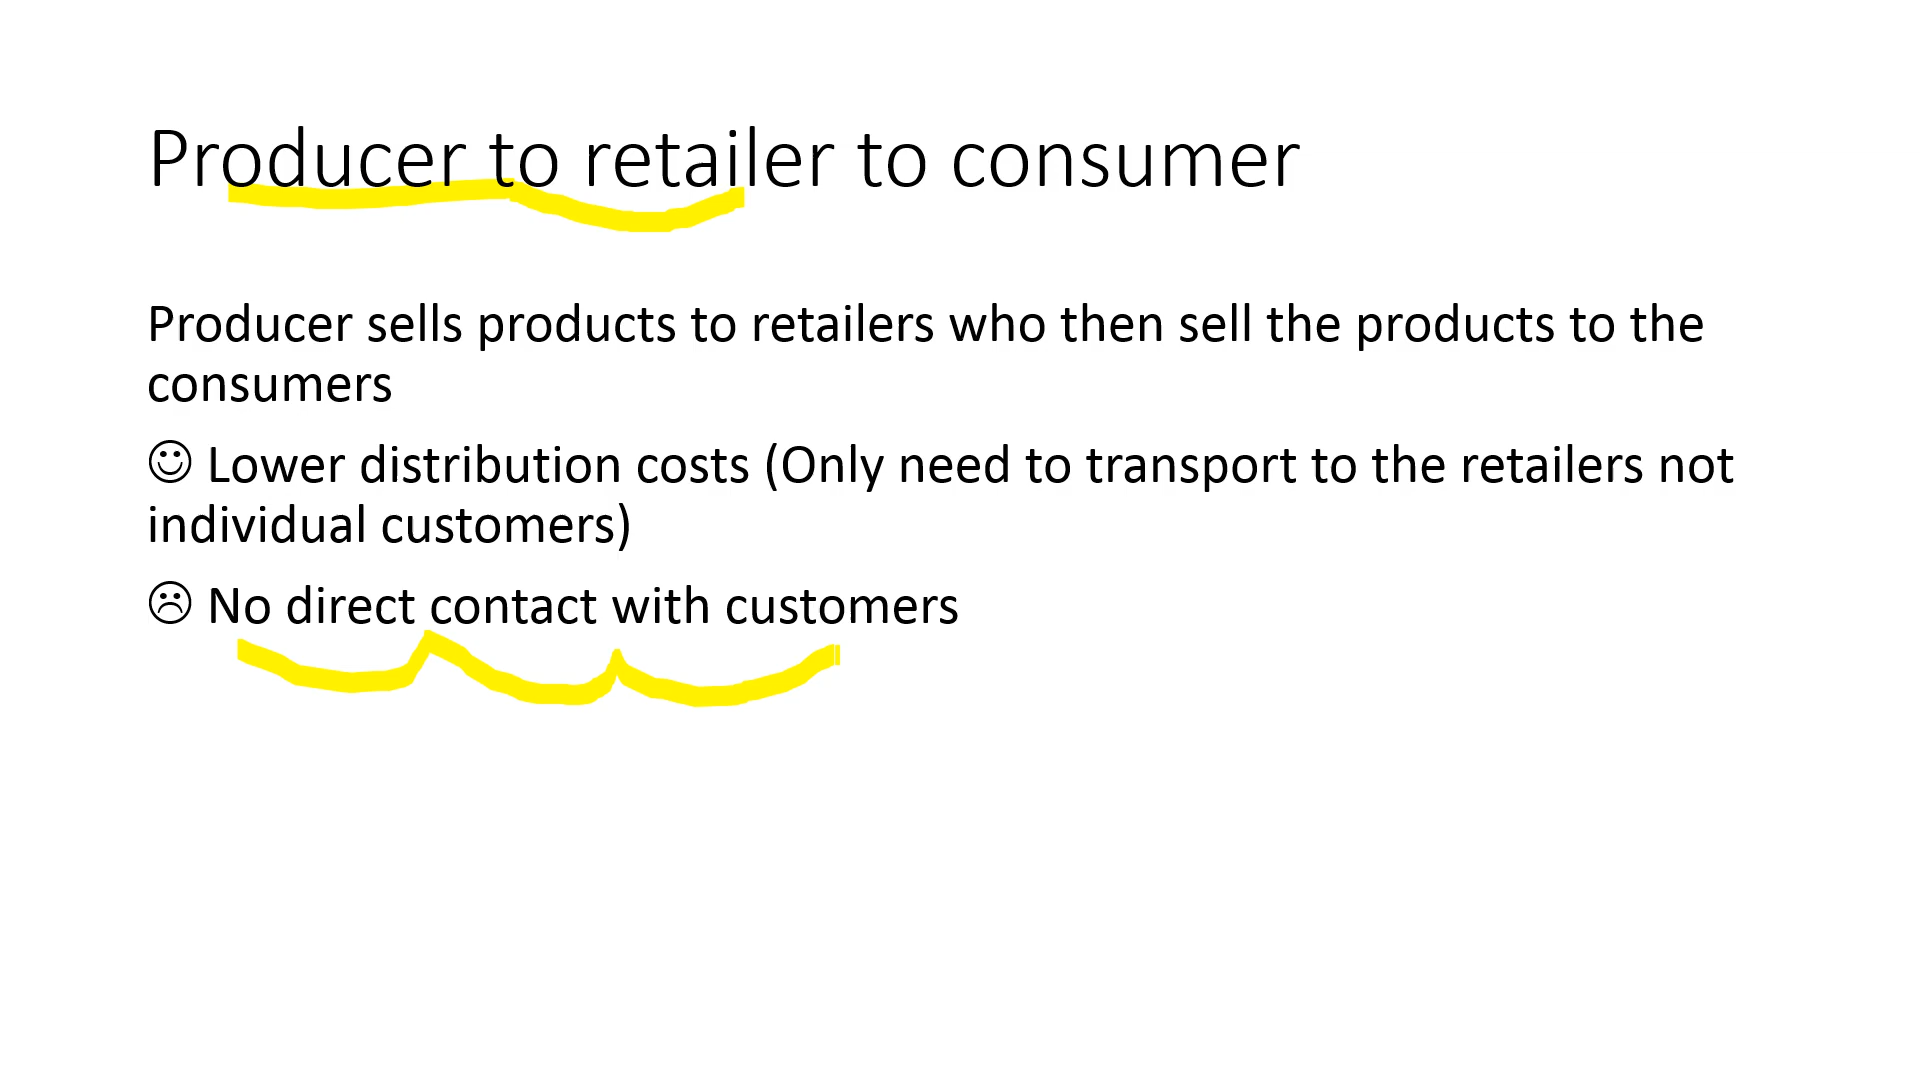 Producer to retailer to consumer
Producer sells products to retailers who then sell the products to the
consumers
☺ Lower distribution costs (Only need to transport to the retailers not
individual customers)
☹ No direct contact with customers